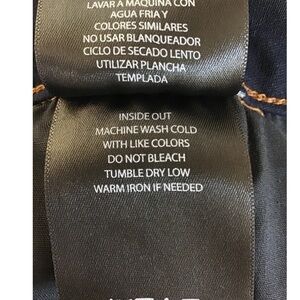 LAVAR A MAQUINA CON
AGUA FRIA Y
COLORES SIMILARES
NO USAR BLANQUEADOR
CICLO DE SECADO LENTO
UTILIZAR PLANCHA
TEMPLADA
INSIDE OUT
MACHINE WASH COLD
WITH LIKE COLORS
DO NOT BLEACH
TUMBLE DRY LOW
WARM IRON IF NEEDED